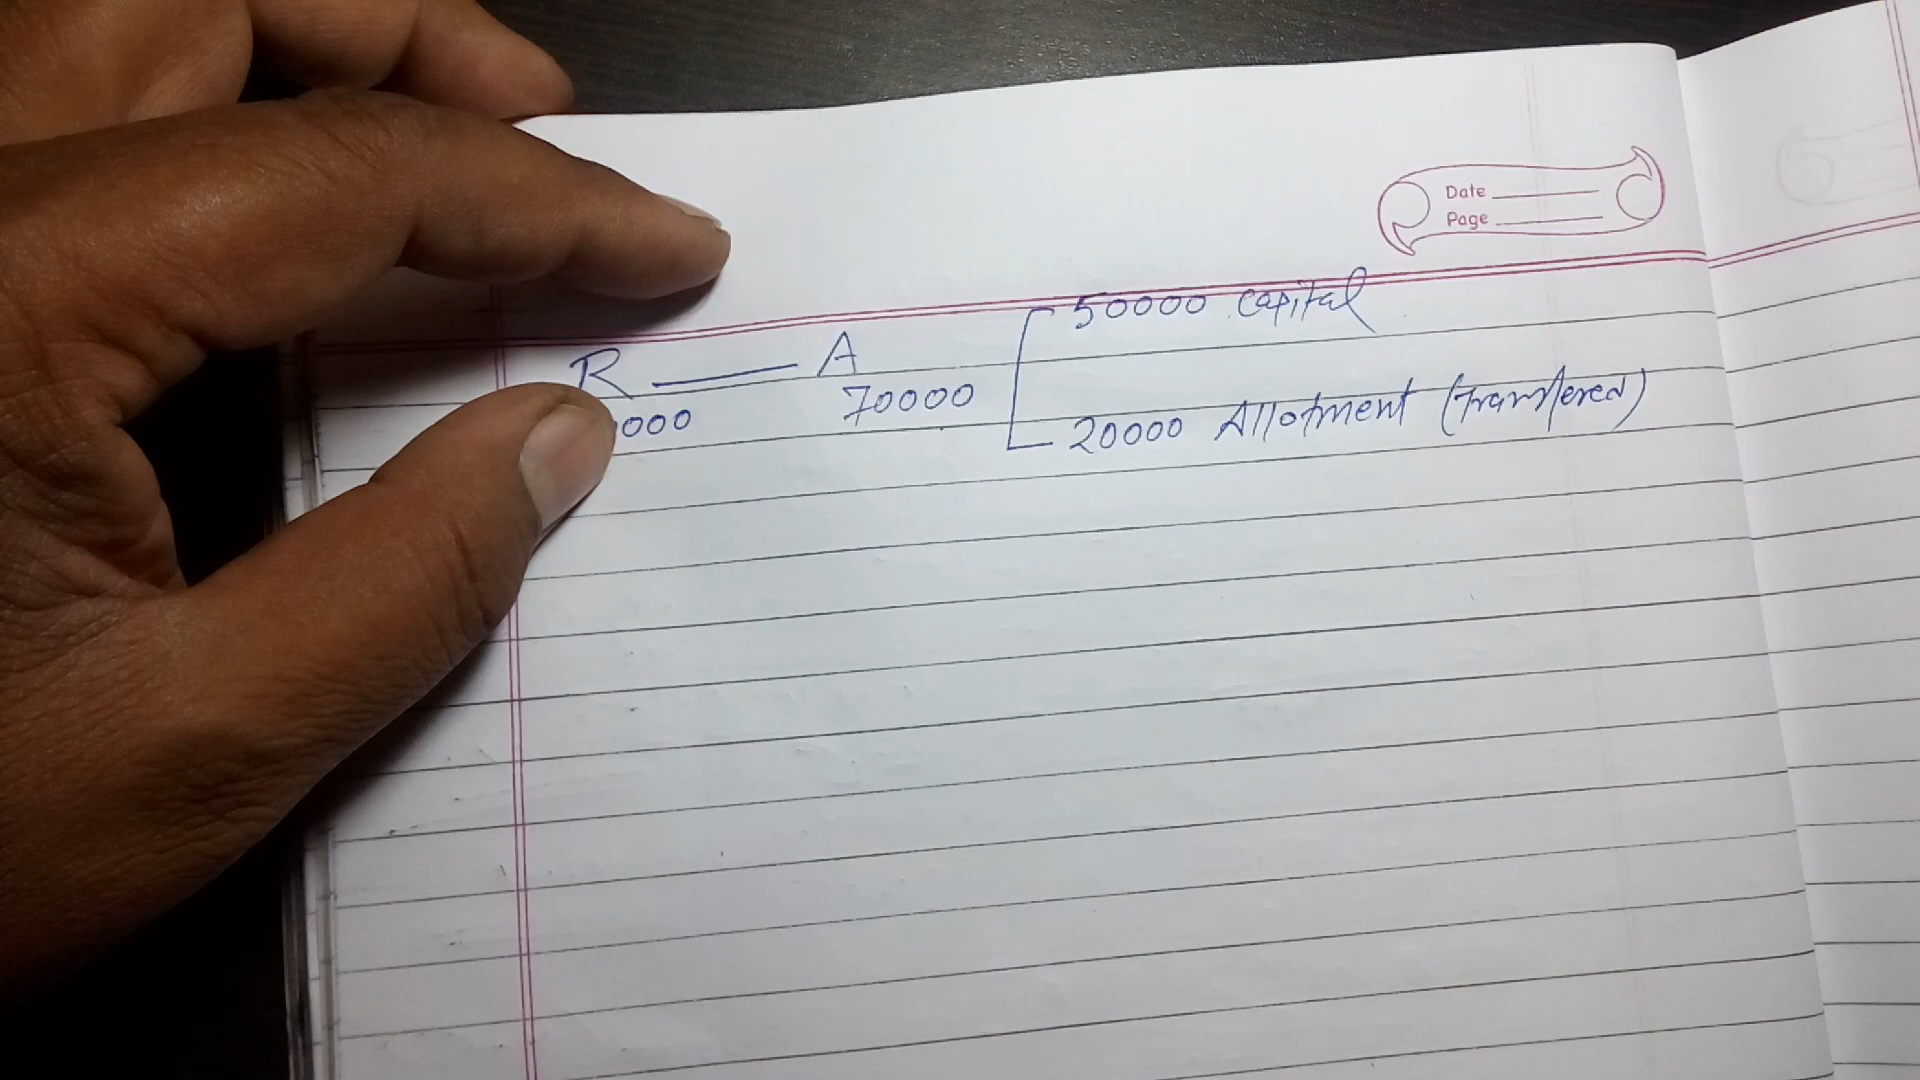 Date
Page
50000 capital
R — A
70000
20000 Allotment (Transfered)
000